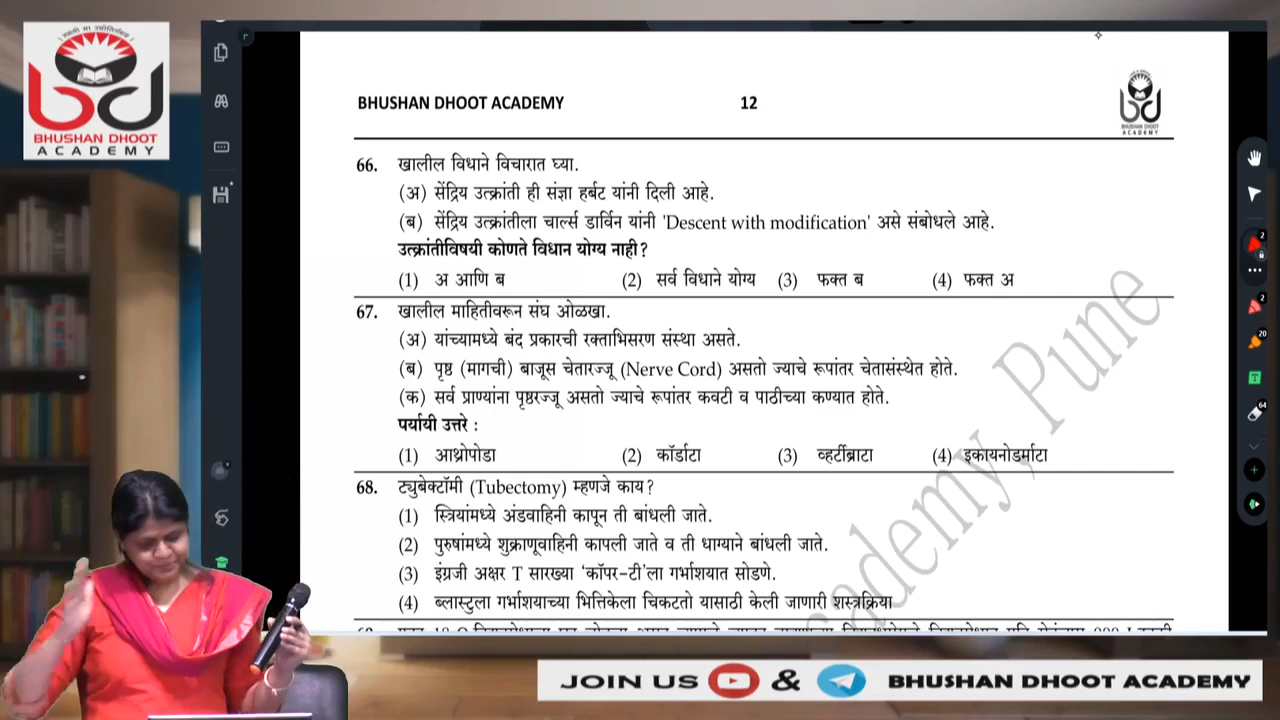 BHUSHAN DHOOT
ACADEMY
BHUSHAN DHOOT ACADEMY 12
BHUSHAN DHOOT
ACADEMY
66. खालील विधाने विचारात घ्या.
(अ) सेंद्रिय उत्क्रांती ही संज्ञा हर्बट यांनी दिली आहे.
(ब) सेंद्रिय उत्क्रांतीला चार्ल्स डार्विन यांनी 'Descent with modification' असे संबोधले आहे.
उत्क्रांतीविषयी कोणते विधान योग्य नाही?
(1) अ आणि ब (2) सर्व विधाने योग्य (3) फक्त ब (4) फक्त अ
67. खालील माहितीवरून संघ ओळखा.
(अ) यांच्यामध्ये बंद प्रकारची रक्ताभिसरण संस्था असते.
(ब) पृष्ठ (मागची) बाजूस चेतारज्जू (Nerve Cord) असतो ज्याचे रूपांतर चेतासंस्थेत होते.
(क) सर्व प्राण्यांना पृष्ठरज्जू असतो ज्याचे रूपांतर कवटी व पाठीच्या कण्यात होते.
पर्यायी उत्तरे :
(1) आथ्रोपोडा (2) कॉर्डाटा (3) व्हर्टीब्राटा (4) इकायनोडर्माटा
68. ट्युबेक्टॉमी (Tubectomy) म्हणजे काय?
(1) स्त्रियांमध्ये अंडवाहिनी कापून ती बांधली जाते.
(2) पुरुषांमध्ये शुक्राणूवाहिनी कापली जाते व ती धाग्याने बांधली जाते.
(3) इंग्रजी अक्षर T सारख्या ‘कॉपर-टी’ला गर्भाशयात सोडणे.
(4) ब्लास्टुला गर्भाशयाच्या भित्तिकेला चिकटतो यासाठी केली जाणारी शस्त्रक्रिया
cademy, Pune
JOIN US & BHUSHAN DHOOT ACADEMY